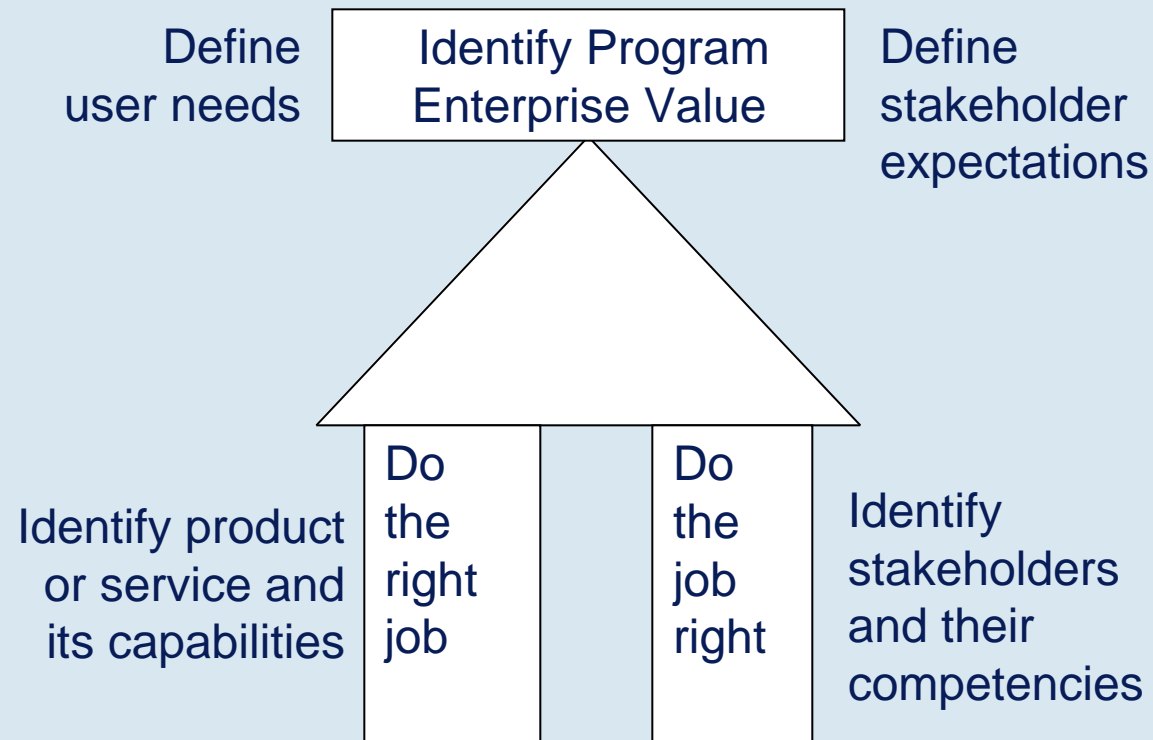 Define
user needs
Identify Program
Enterprise Value
Define
stakeholder
expectations
Identify product
or service and
its capabilities
Do
the
right
job
Do
the
job
right
Identify
stakeholders
and their
competencies